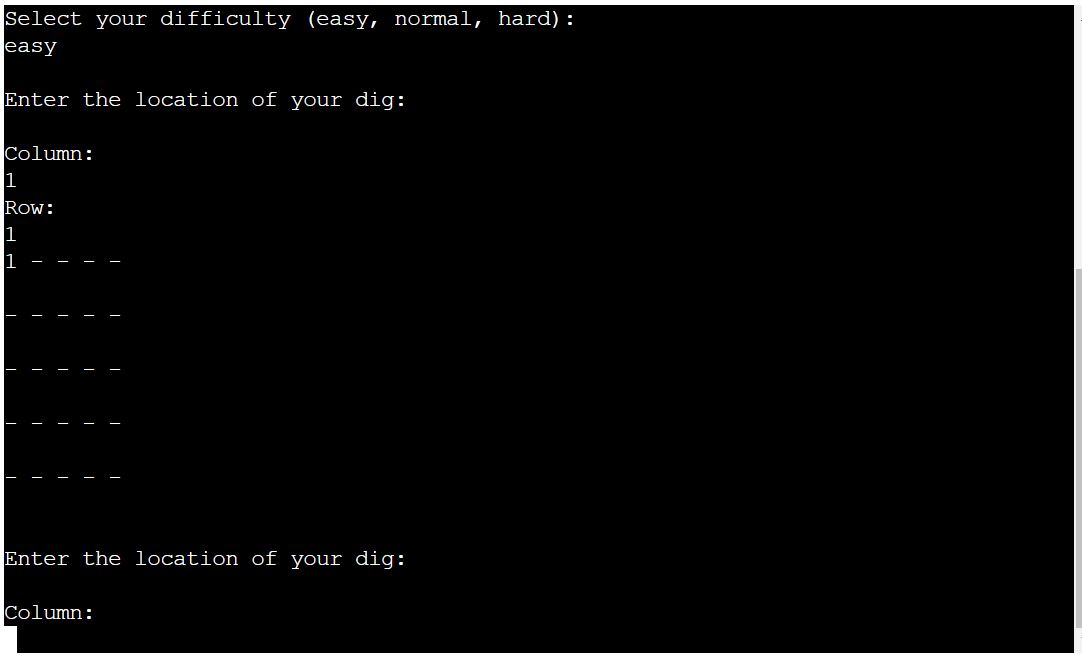 Select your difficulty (easy, normal, hard):
easy
Enter the location of your dig:
Column:
1
Row:
1
1 - - - -
- - - - -
- - - - -
- - - - -
- - - - -
Enter the location of your dig:
Column: